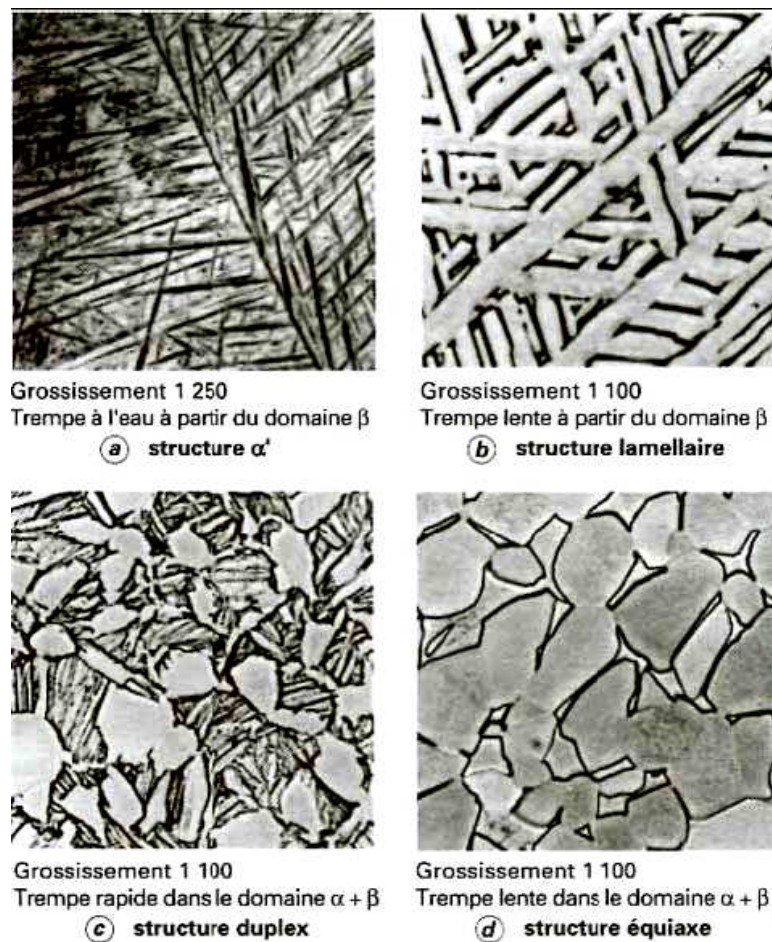 Grossissement 1 250
Trempe à l'eau à partir du domaine β
a structure α'
Grossissement 1 100
Trempe lente à partir du domaine β
b structure lamellaire
Grossissement 1 100
Trempe rapide dans le domaine α + β
c structure duplex
Grossissement 1 100
Trempe lente dans le domaine α + β
d structure équiaxe